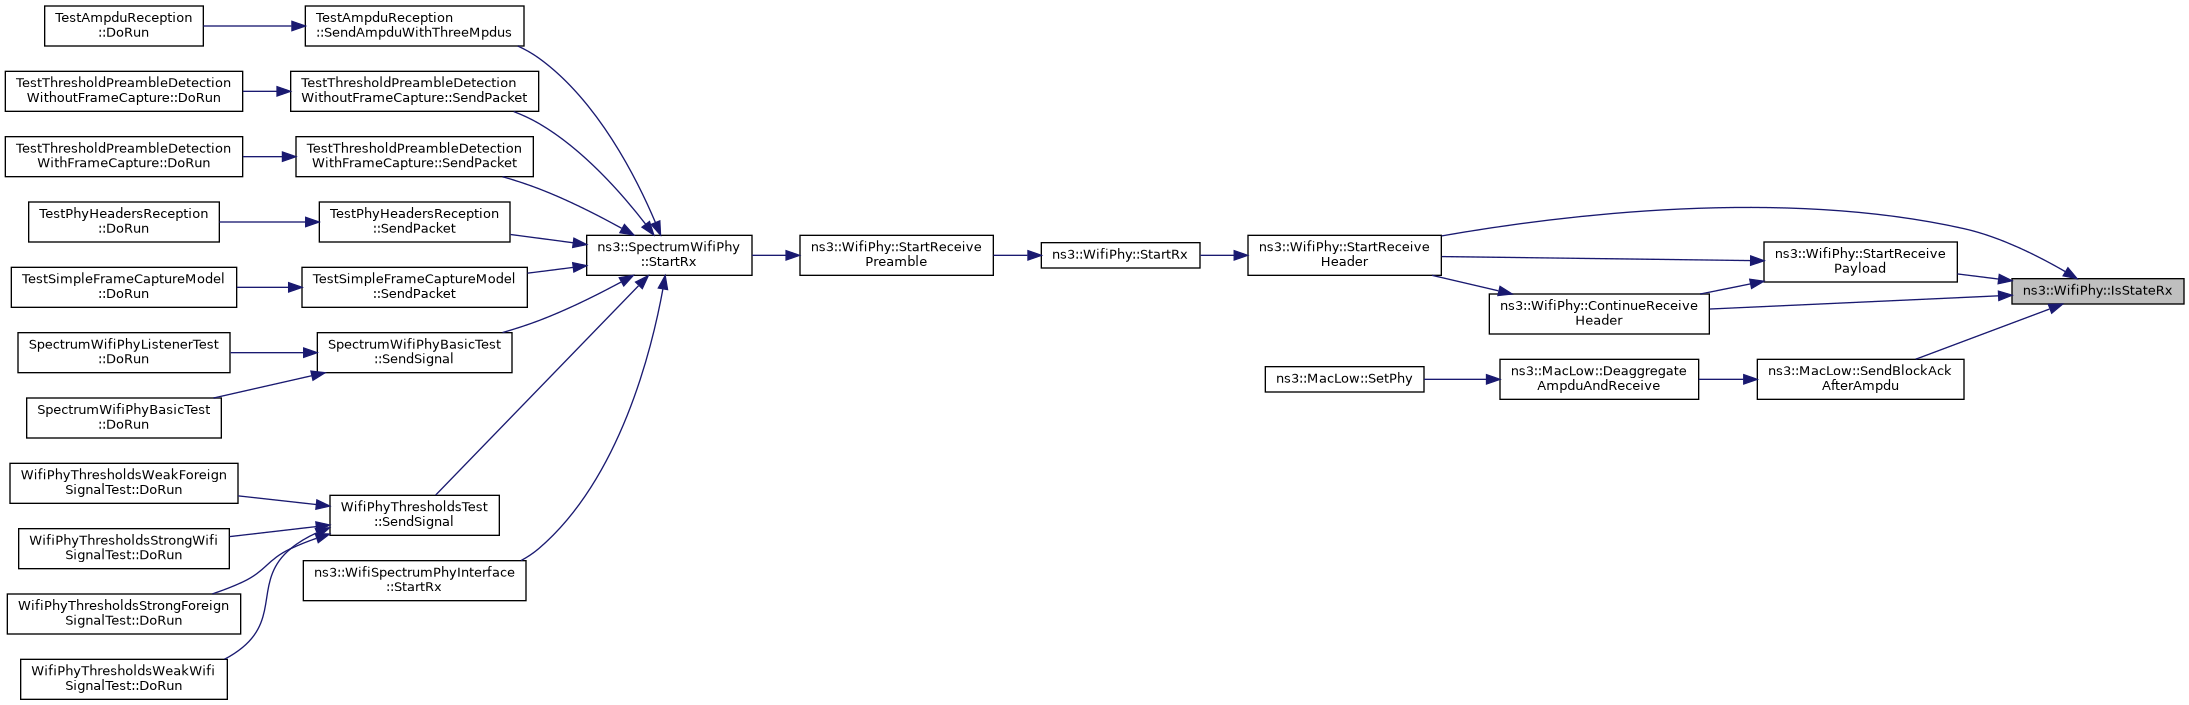 TestAmpduReception
::DoRun
TestAmpduReception
::SendAmpduWithThreeMpdus
TestThresholdPreambleDetection
WithoutFrameCapture::DoRun
TestThresholdPreambleDetection
WithoutFrameCapture::SendPacket
TestThresholdPreambleDetection
WithFrameCapture::DoRun
TestThresholdPreambleDetection
WithFrameCapture::SendPacket
TestPhyHeadersReception
::DoRun
TestPhyHeadersReception
::SendPacket
TestSimpleFrameCaptureModel
::DoRun
TestSimpleFrameCaptureModel
::SendPacket
SpectrumWifiPhyListenerTest
::DoRun
SpectrumWifiPhyBasicTest
::SendSignal
SpectrumWifiPhyBasicTest
::DoRun
WifiPhyThresholdsWeakForeign
SignalTest::DoRun
WifiPhyThresholdsTest
::SendSignal
WifiPhyThresholdsStrongWifi
SignalTest::DoRun
ns3::WifiSpectrumPhyInterface
::StartRx
WifiPhyThresholdsStrongForeign
SignalTest::DoRun
WifiPhyThresholdsWeakWifi
SignalTest::DoRun
ns3::SpectrumWifiPhy
::StartRx
ns3::WifiPhy::StartReceive
Preamble
ns3::WifiPhy::StartRx
ns3::WifiPhy::StartReceive
Header
ns3::WifiPhy::StartReceive
Payload
ns3::WifiPhy::ContinueReceive
Header
ns3::WifiPhy::IsStateRx
ns3::MacLow::SetPhy
ns3::MacLow::Deaggregate
AmpduAndReceive
ns3::MacLow::SendBlockAck
AfterAmpdu